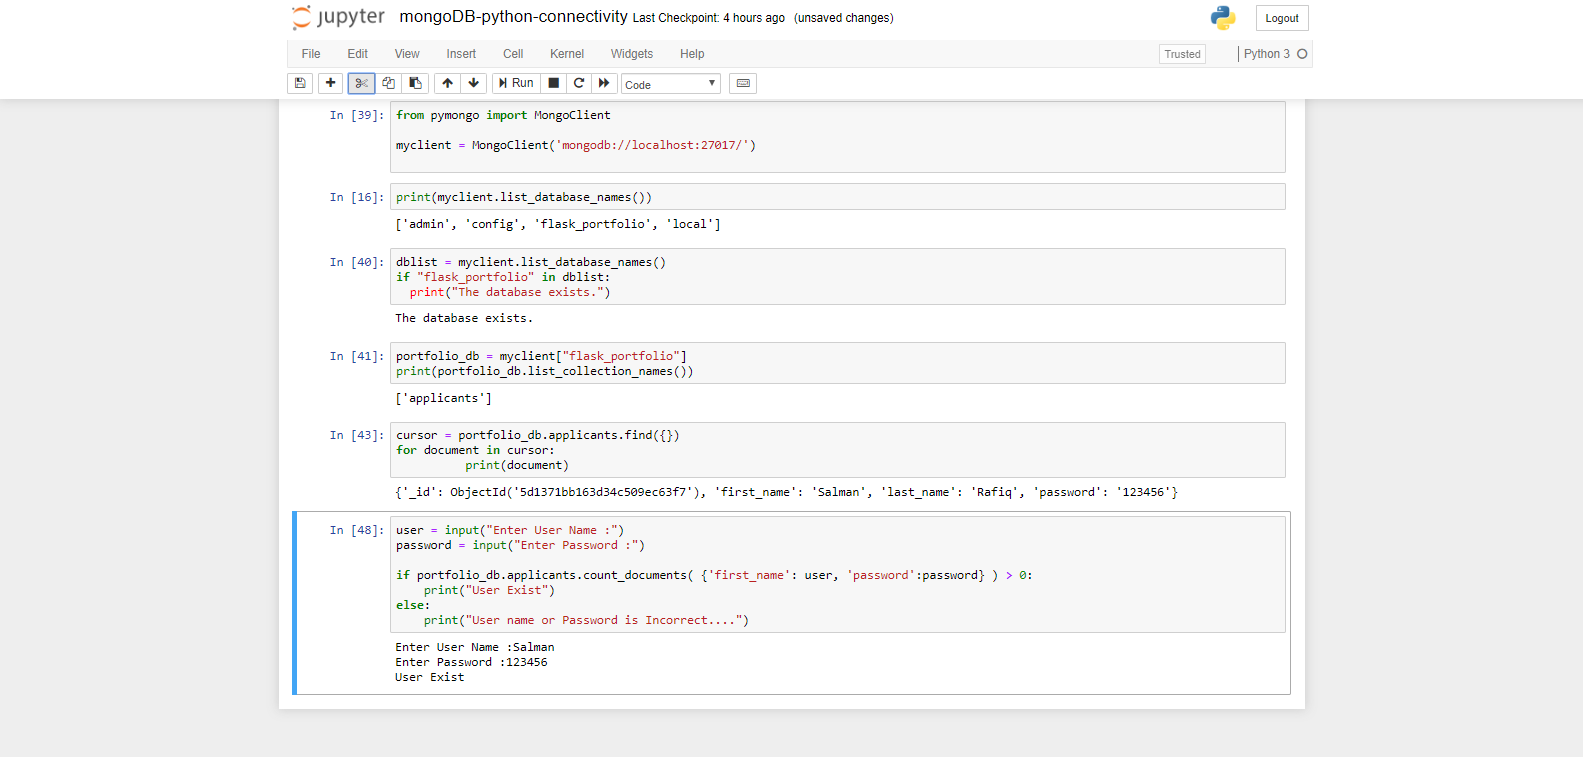 jupyter mongoDB-python-connectivity Last Checkpoint: 4 hours ago (unsaved changes) Logout
File Edit View Insert Cell Kernel Widgets Help Trusted Python 3
Run Code
In [39]: from pymongo import MongoClient
myclient = MongoClient('mongodb://localhost:27017/')
In [16]: print(myclient.list_database_names())
['admin', 'config', 'flask_portfolio', 'local']
In [40]: dblist = myclient.list_database_names()
if "flask_portfolio" in dblist:
  print("The database exists.")
The database exists.
In [41]: portfolio_db = myclient["flask_portfolio"]
print(portfolio_db.list_collection_names())
['applicants']
In [43]: cursor = portfolio_db.applicants.find({})
for document in cursor:
          print(document)
{'_id': ObjectId('5d1371bb163d34c509ec63f7'), 'first_name': 'Salman', 'last_name': 'Rafiq', 'password': '123456'}
In [48]: user = input("Enter User Name :")
password = input("Enter Password :")
if portfolio_db.applicants.count_documents( {'first_name': user, 'password':password} ) > 0:
    print("User Exist")
else:
    print("User name or Password is Incorrect....")
Enter User Name :Salman
Enter Password :123456
User Exist